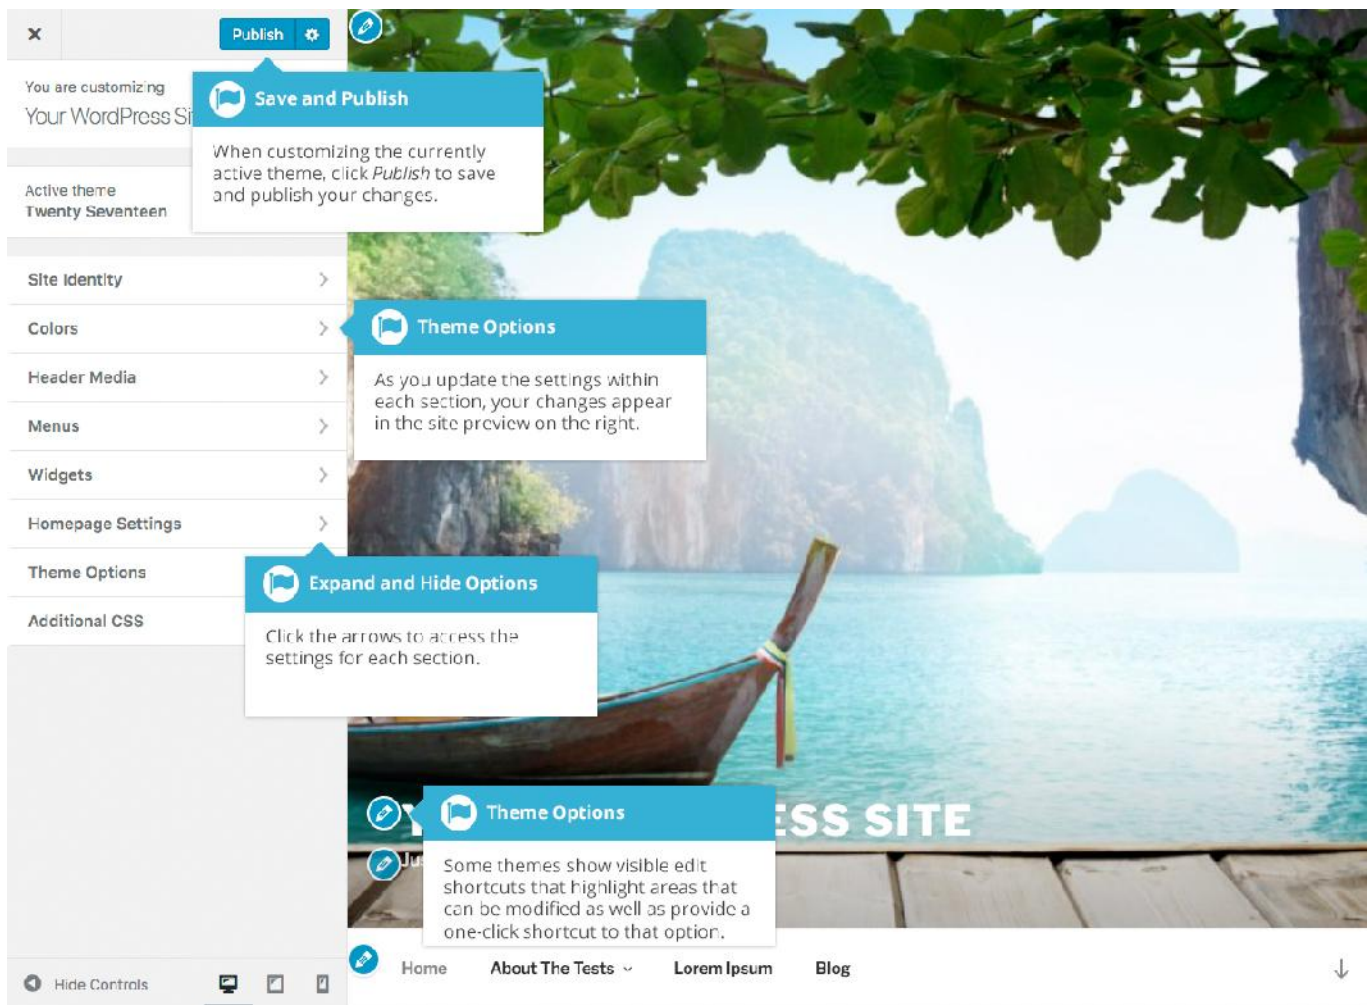 Publish
You are customizing
Your WordPress Si
Save and Publish
When customizing the currently
active theme, click Publish to save
and publish your changes.
Active theme
Twenty Seventeen
Site Identity
Colors
Header Media
Menus
Widgets
Homepage Settings
Theme Options
Additional CSS
Theme Options
As you update the settings within
each section, your changes appear
in the site preview on the right.
Expand and Hide Options
Click the arrows to access the
settings for each section.
ESS SITE
Ju
Theme Options
Some themes show visible edit
shortcuts that highlight areas that
can be modified as well as provide a
one-click shortcut to that option.
Home About The Tests Lorem Ipsum Blog
Hide Controls